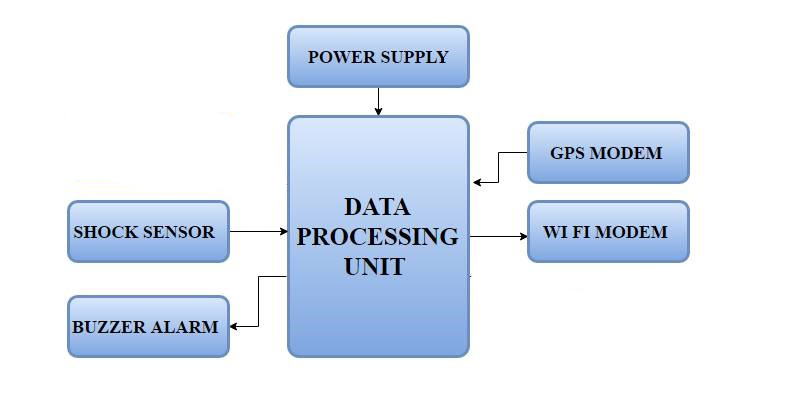 POWER SUPPLY
GPS MODEM
DATA
PROCESSING
UNIT
SHOCK SENSOR
WI FI MODEM
BUZZER ALARM